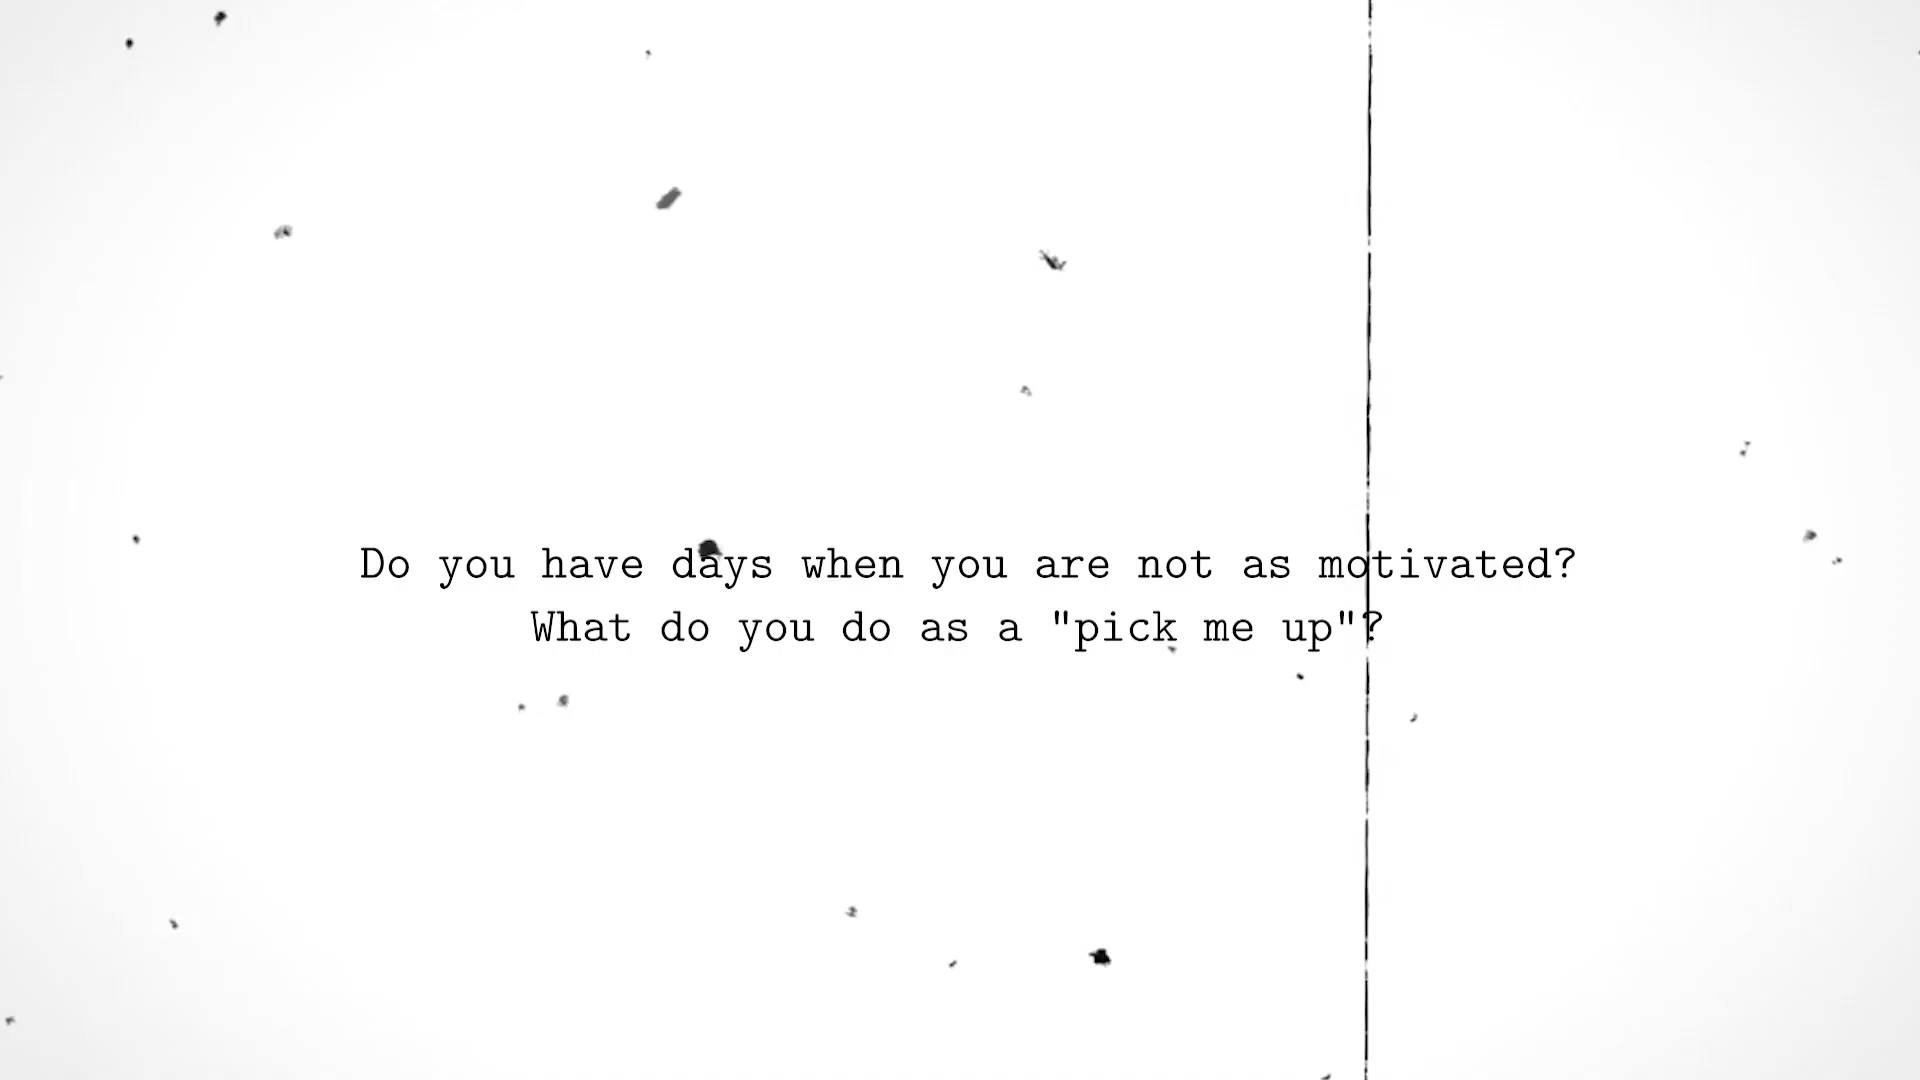 Do you have days when you are not as motivated?
What do you do as a "pick me up"?